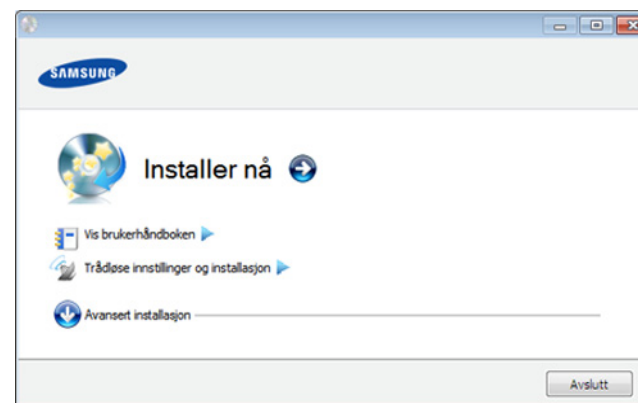 SAMSUNG
Installer nå
Vis brukerhåndboken
Trådløse innstillinger og installasjon
Avansert installasjon
Avslutt